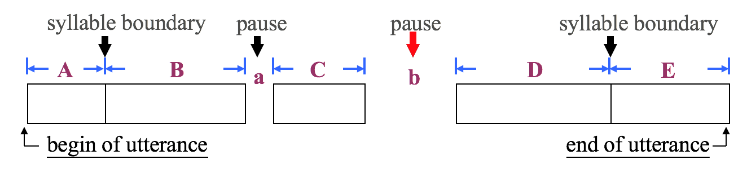 syllable boundary pause pause syllable boundary
A B a C b D E
begin of utterance end of utterance